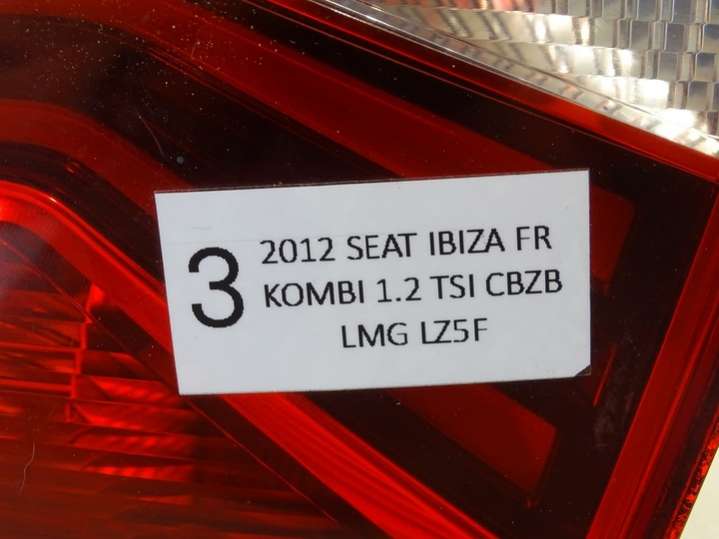 3
2012 SEAT IBIZA FR
KOMBI 1.2 TSI CBZB
LMG LZ5F